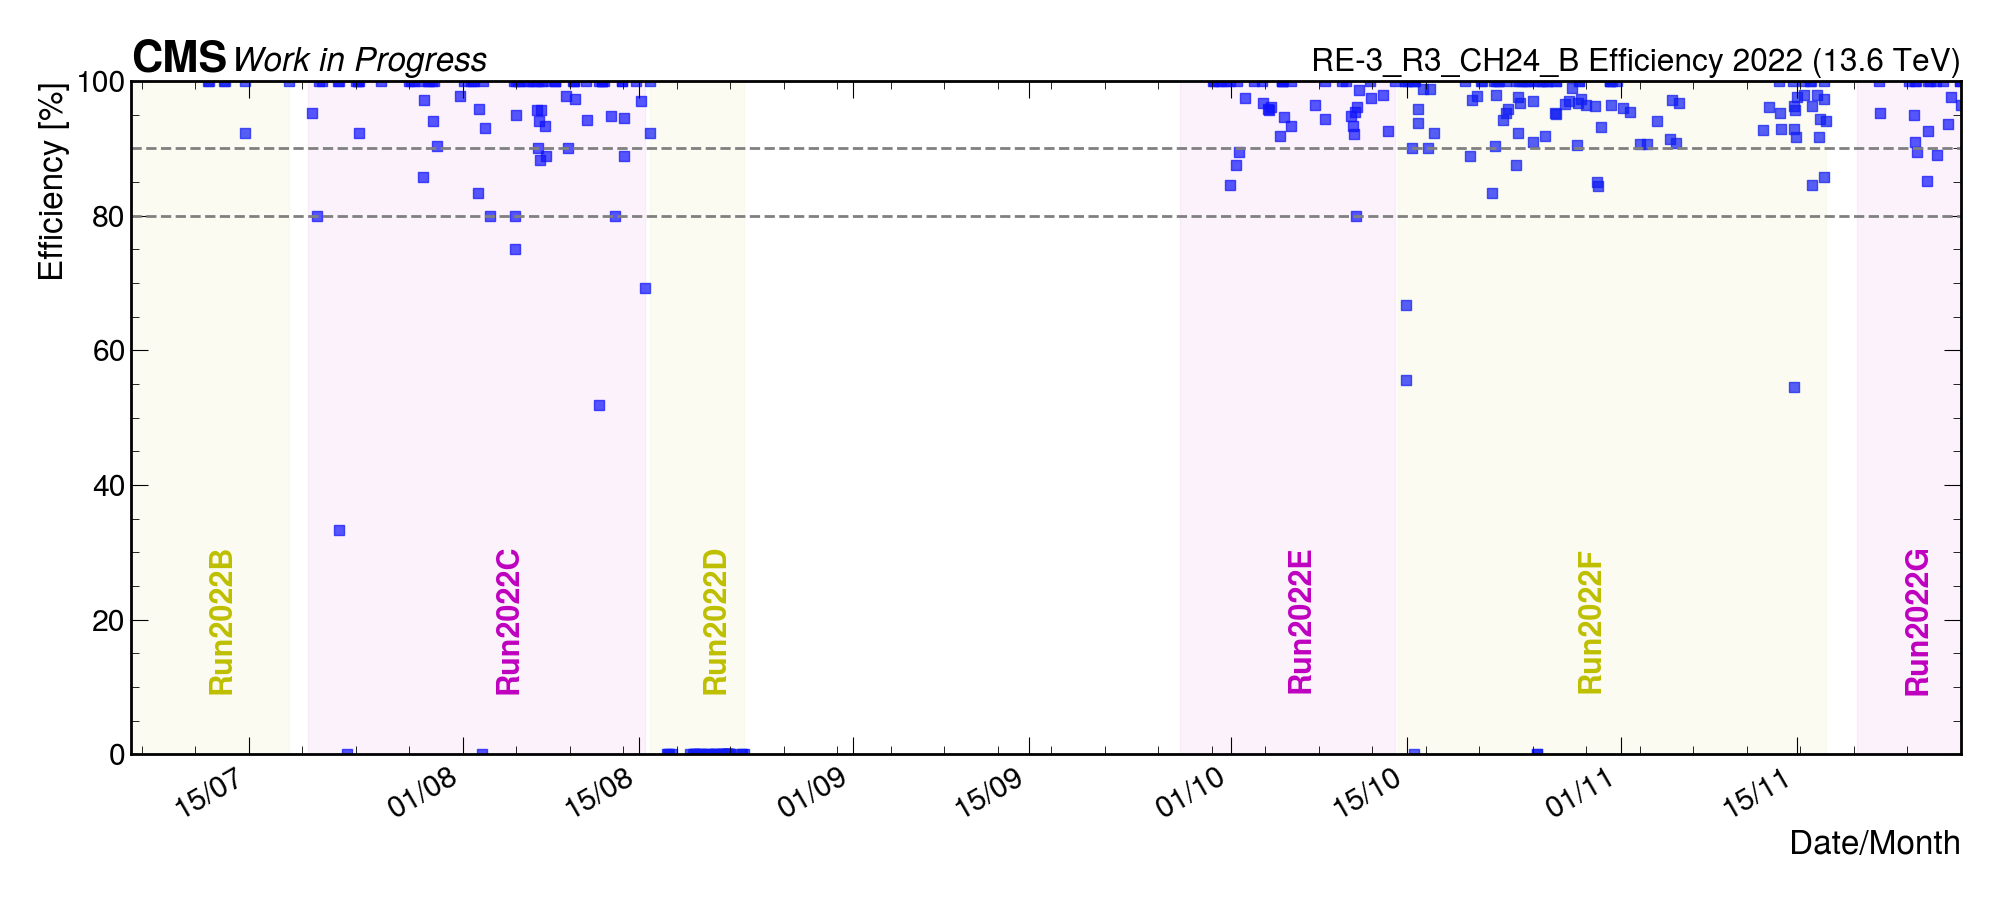 CMS Work in Progress
RE-3_R3_CH24_B Efficiency 2022 (13.6 TeV)
Efficiency [%]
100
80
60
40
20
0
Run2022B
Run2022C
Run2022D
Run2022E
Run2022F
Run2022G
15/07
01/08
15/08
01/09
15/09
01/10
15/10
01/11
15/11
Date/Month